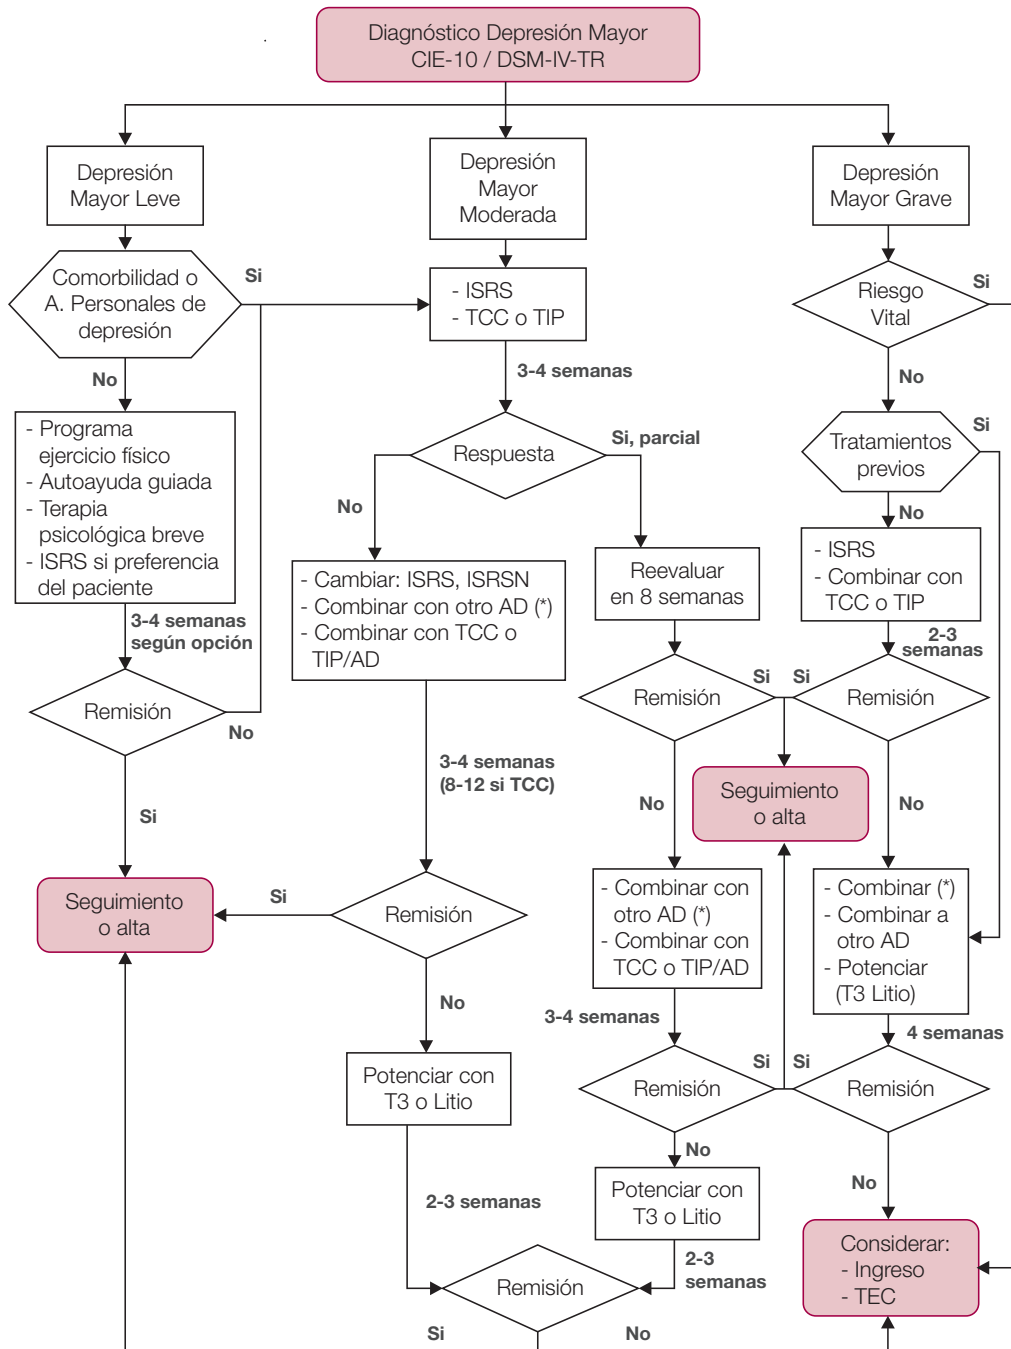 Diagnóstico Depresión Mayor
CIE-10 / DSM-IV-TR
Depresión
Mayor Leve
Depresión
Mayor
Moderada
Depresión
Mayor Grave
Comorbilidad o
A. Personales de
depresión
Si
- ISRS
- TCC o TIP
Riesgo
Vital
Si
No
3-4 semanas
No
- Programa
ejercicio físico
- Autoayuda guiada
- Terapia
psicológica breve
- ISRS si preferencia
del paciente
Respuesta
Si, parcial
No
Tratamientos
previos
Si
No
- Cambiar: ISRS, ISRSN
- Combinar con otro AD (*)
- Combinar con TCC o
TIP/AD
Reevaluar
en 8 semanas
- ISRS
- Combinar con
TCC o TIP
3-4 semanas
según opción
2-3
semanas
Remisión
No
Remisión
Si
Si
Remisión
3-4 semanas
(8-12 si TCC)
Si
No
Seguimiento
o alta
No
Seguimiento
o alta
Si
Remisión
- Combinar con
otro AD (*)
- Combinar con
TCC o TIP/AD
- Combinar (*)
- Combinar a
otro AD
- Potenciar
(T3 Litio)
No
3-4 semanas
4 semanas
Potenciar con
T3 o Litio
Remisión
Si
Si
Remisión
No
No
2-3 semanas
Potenciar con
T3 o Litio
Considerar:
- Ingreso
- TEC
2-3
semanas
Remisión
Si
No